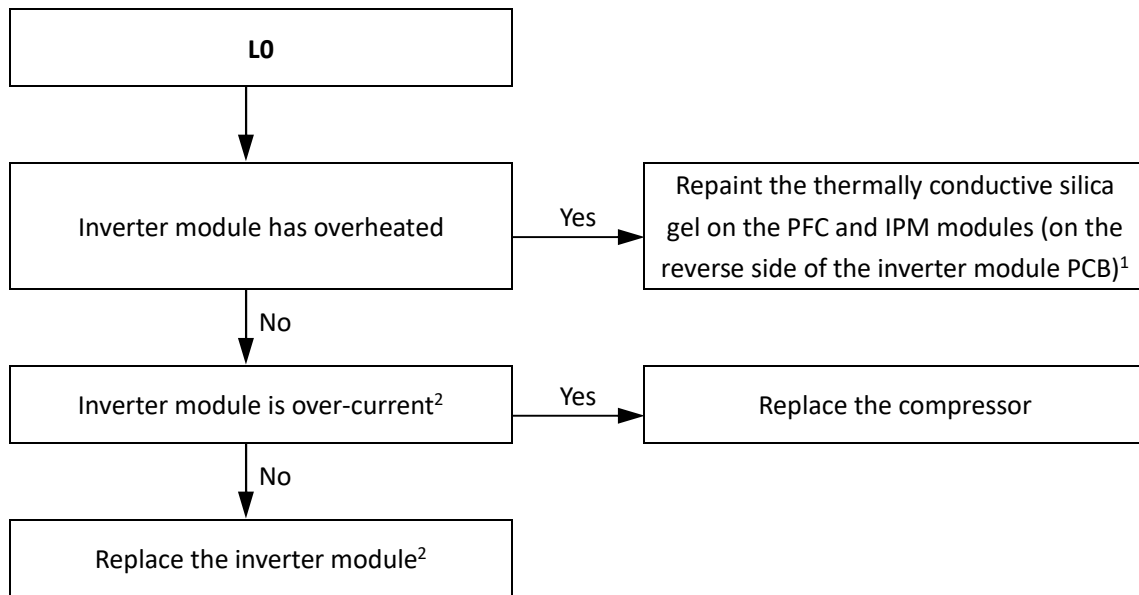 L0
Inverter module has overheated
Yes
Repaint the thermally conductive silica
gel on the PFC and IPM modules (on the
reverse side of the inverter module PCB)¹
No
Inverter module is over-current²
Yes
Replace the compressor
No
Replace the inverter module²